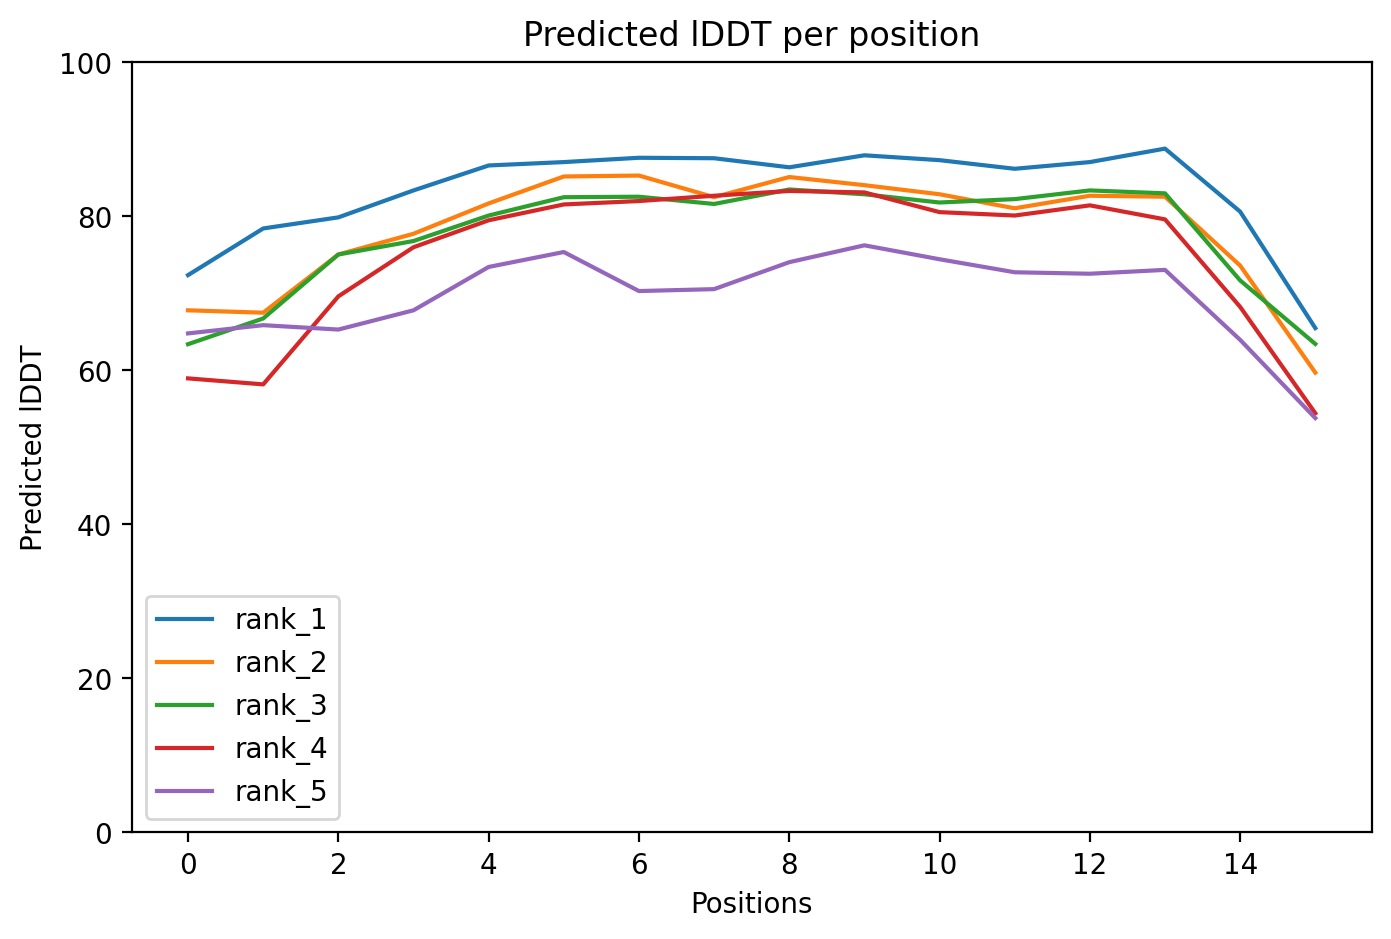 Predicted lDDT per position
100
80
60
40
20
0
Predicted lDDT
rank_1
rank_2
rank_3
rank_4
rank_5
0 2 4 6 8 10 12 14
Positions